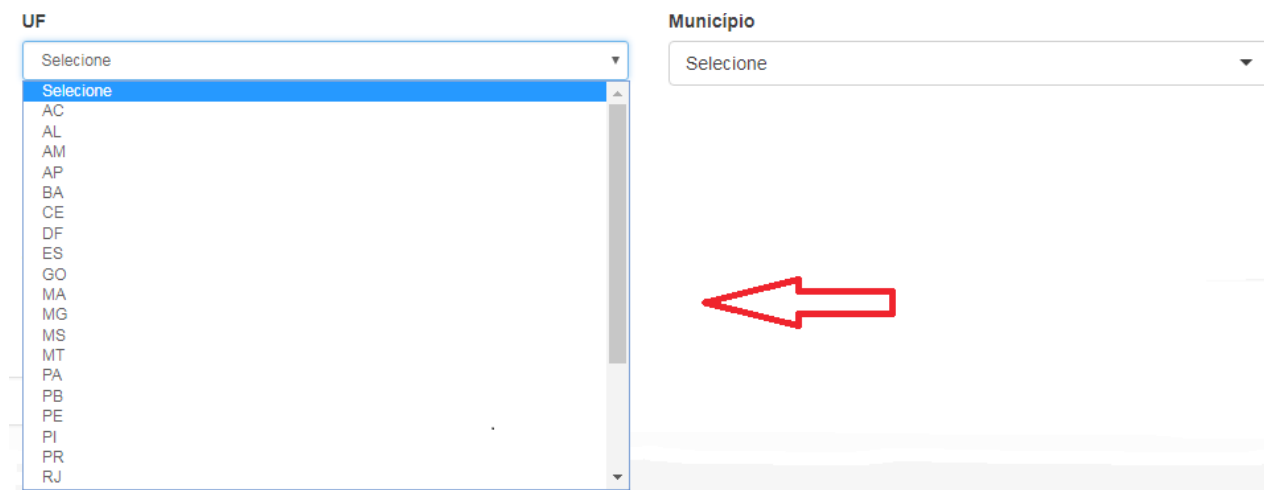 UF
Município
Selecione
Selecione
Selecione
AC
AL
AM
AP
BA
CE
DF
ES
GO
MA
MG
MS
MT
PA
PB
PE
PI
PR
RJ